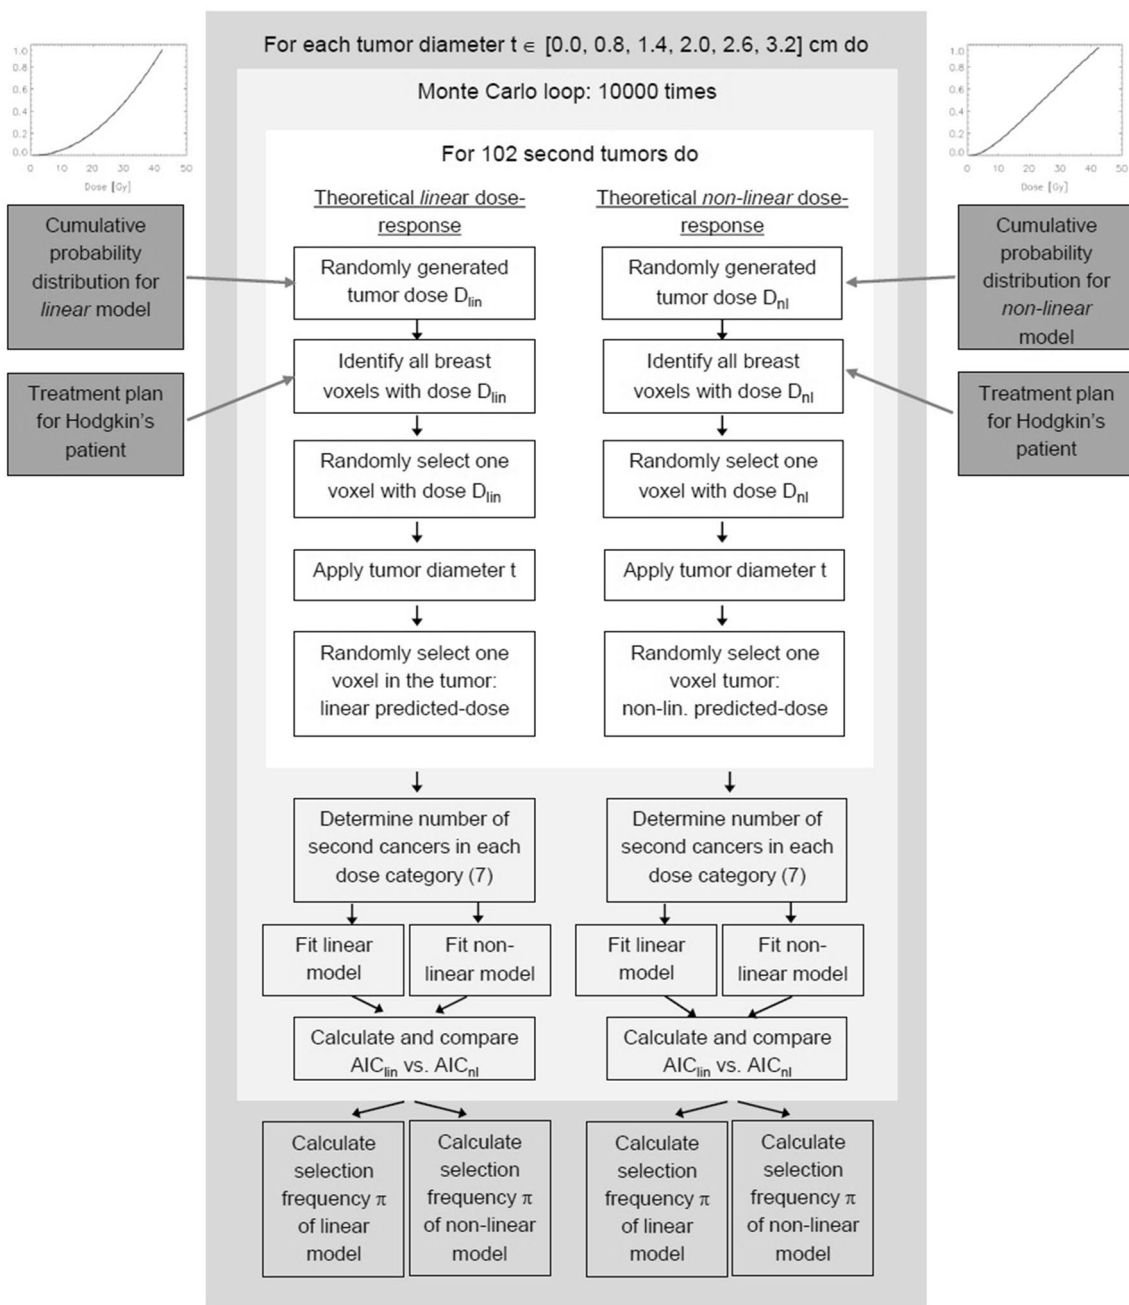 For each tumor diameter t ∈ [0.0, 0.8, 1.4, 2.0, 2.6, 3.2] cm do
Monte Carlo loop: 10000 times
For 102 second tumors do
1.0
0.8
0.6
0.4
0.2
0.0
0 10 20 30 40 50
Dose [Gy]
Cumulative
probability
distribution for
linear model
Treatment plan
for Hodgkin's
patient
Theoretical linear dose-
response
Randomly generated
tumor dose Dlin
Identify all breast
voxels with dose Dlin
Randomly select one
voxel with dose Dlin
Apply tumor diameter t
Randomly select one
voxel in the tumor:
linear predicted-dose
Theoretical non-linear dose-
response
Randomly generated
tumor dose Dnl
Identify all breast
voxels with dose Dnl
Randomly select one
voxel with dose Dnl
Apply tumor diameter t
Randomly select one
voxel tumor:
non-lin. predicted-dose
1.0
0.8
0.6
0.4
0.2
0.0
0 10 20 30 40 50
Dose [Gy]
Cumulative
probability
distribution for
non-linear
model
Treatment plan
for Hodgkin's
patient
Determine number of
second cancers in each
dose category (7)
Fit linear
model
Fit non-
linear model
Calculate and compare
AIClin vs. AICnl
Calculate
selection
frequency π
of linear
model
Calculate
selection
frequency π
of non-linear
model
Determine number of
second cancers in each
dose category (7)
Fit linear
model
Fit non-
linear model
Calculate and compare
AIClin vs. AICnl
Calculate
selection
frequency π
of linear
model
Calculate
selection
frequency π
of non-linear
model